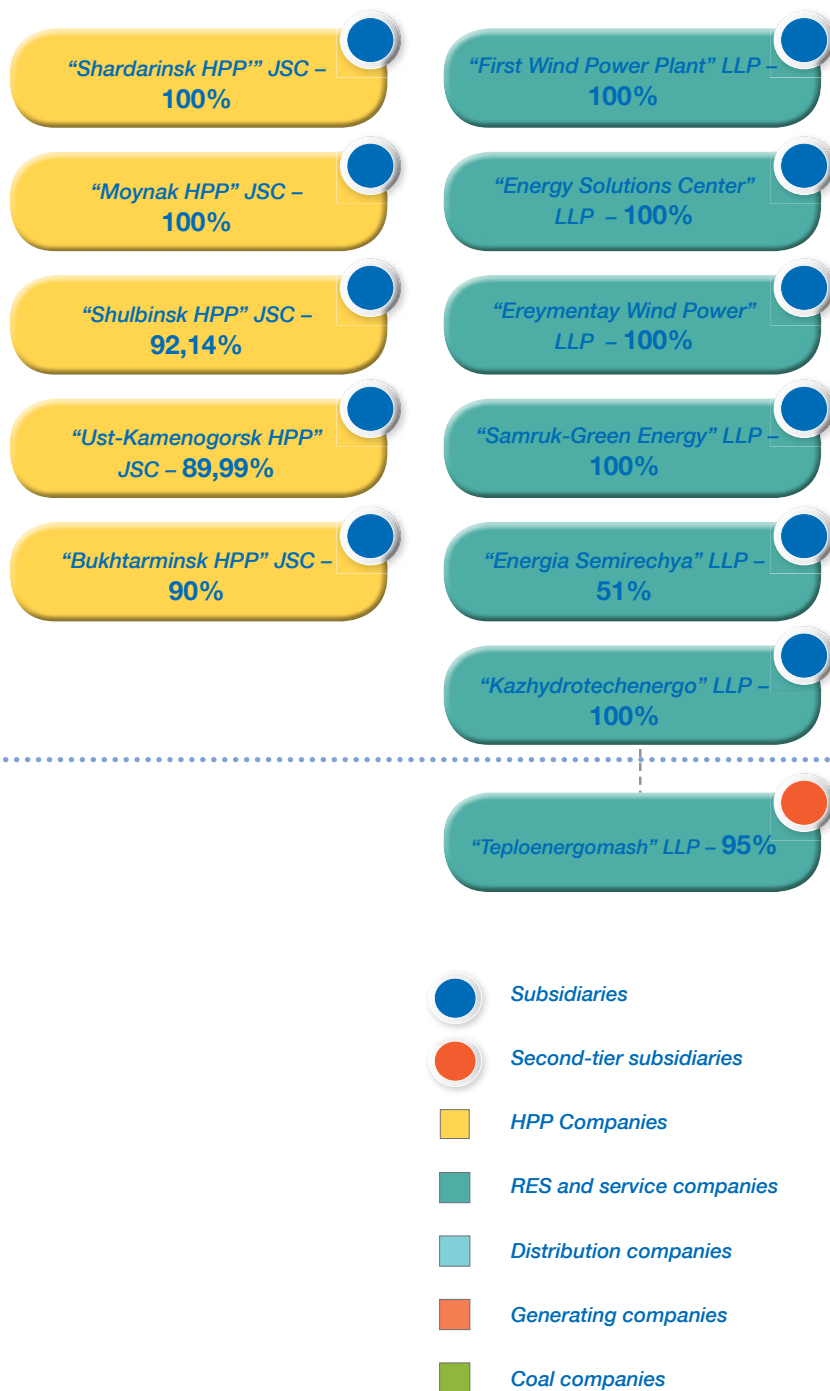 “Shardarinsk HPP’” JSC –
100%
“Moynak HPP” JSC –
100%
“Shulbinsk HPP” JSC –
92,14%
“Ust-Kamenogorsk HPP”
JSC – 89,99%
“Bukhtarminsk HPP” JSC –
90%
“First Wind Power Plant” LLP –
100%
“Energy Solutions Center”
LLP – 100%
“Ereymentay Wind Power”
LLP – 100%
“Samruk-Green Energy” LLP –
100%
“Energia Semirechya” LLP –
51%
“Kazhydrotechenergo” LLP –
100%
“Teploenergomash” LLP – 95%
Subsidiaries
Second-tier subsidiaries
HPP Companies
RES and service companies
Distribution companies
Generating companies
Coal companies